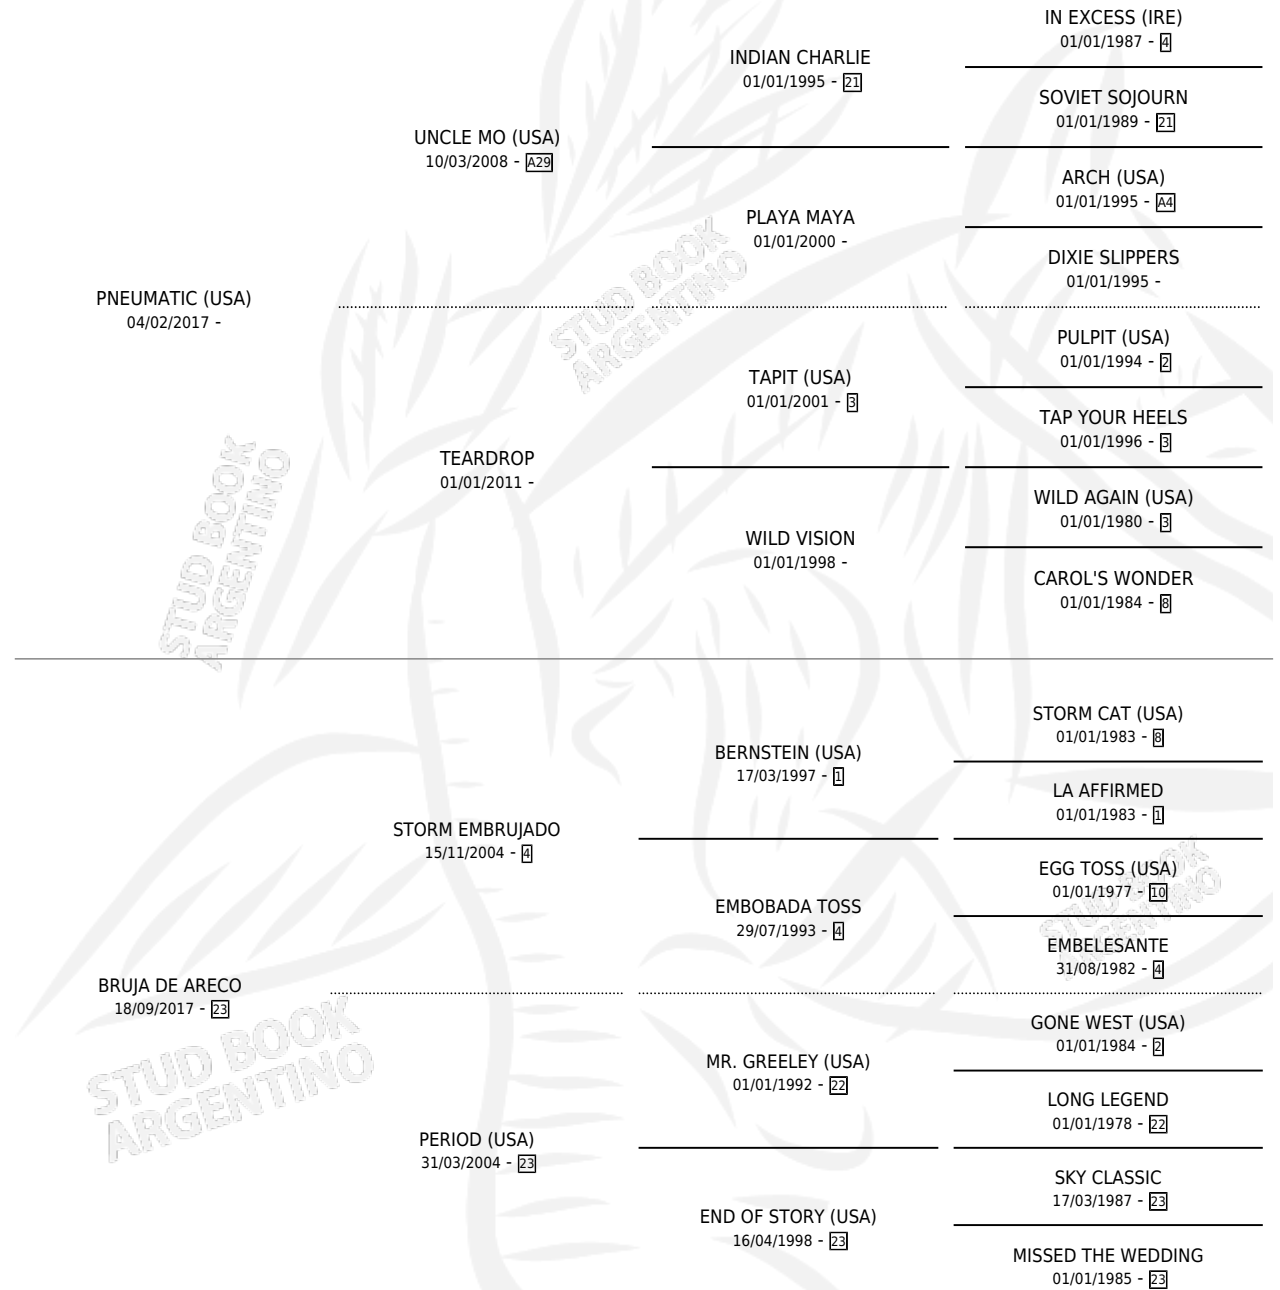 IN EXCESS (IRE)
01/01/1987 - 4
INDIAN CHARLIE
01/01/1995 - 21
SOVIET SOJOURN
01/01/1989 - 21
UNCLE MO (USA)
10/03/2008 - A29
ARCH (USA)
01/01/1995 - A4
PLAYA MAYA
01/01/2000 -
DIXIE SLIPPERS
01/01/1995 -
PNEUMATIC (USA)
04/02/2017 -
PULPIT (USA)
01/01/1994 - 2
TAPIT (USA)
01/01/2001 - 3
TAP YOUR HEELS
01/01/1996 - 3
TEARDROP
01/01/2011 -
WILD AGAIN (USA)
01/01/1980 - 3
WILD VISION
01/01/1998 -
CAROL'S WONDER
01/01/1984 - 8
STORM CAT (USA)
01/01/1983 - 8
BERNSTEIN (USA)
17/03/1997 - 1
LA AFFIRMED
01/01/1983 - 1
STORM EMBRUJADO
15/11/2004 - 4
EGG TOSS (USA)
01/01/1977 - 10
EMBOBADA TOSS
29/07/1993 - 4
EMBELESANTE
31/08/1982 - 4
BRUJA DE ARECO
18/09/2017 - 23
GONE WEST (USA)
01/01/1984 - 2
MR. GREELEY (USA)
01/01/1992 - 22
LONG LEGEND
01/01/1978 - 22
PERIOD (USA)
31/03/2004 - 23
SKY CLASSIC
17/03/1987 - 23
END OF STORY (USA)
16/04/1998 - 23
MISSED THE WEDDING
01/01/1985 - 23
STUD BOOK
ARGENTINO
STUD BOOK
ARGENTINO
STUD BOOK
ARGENTINO
STUD BOOK
ARGENTINO